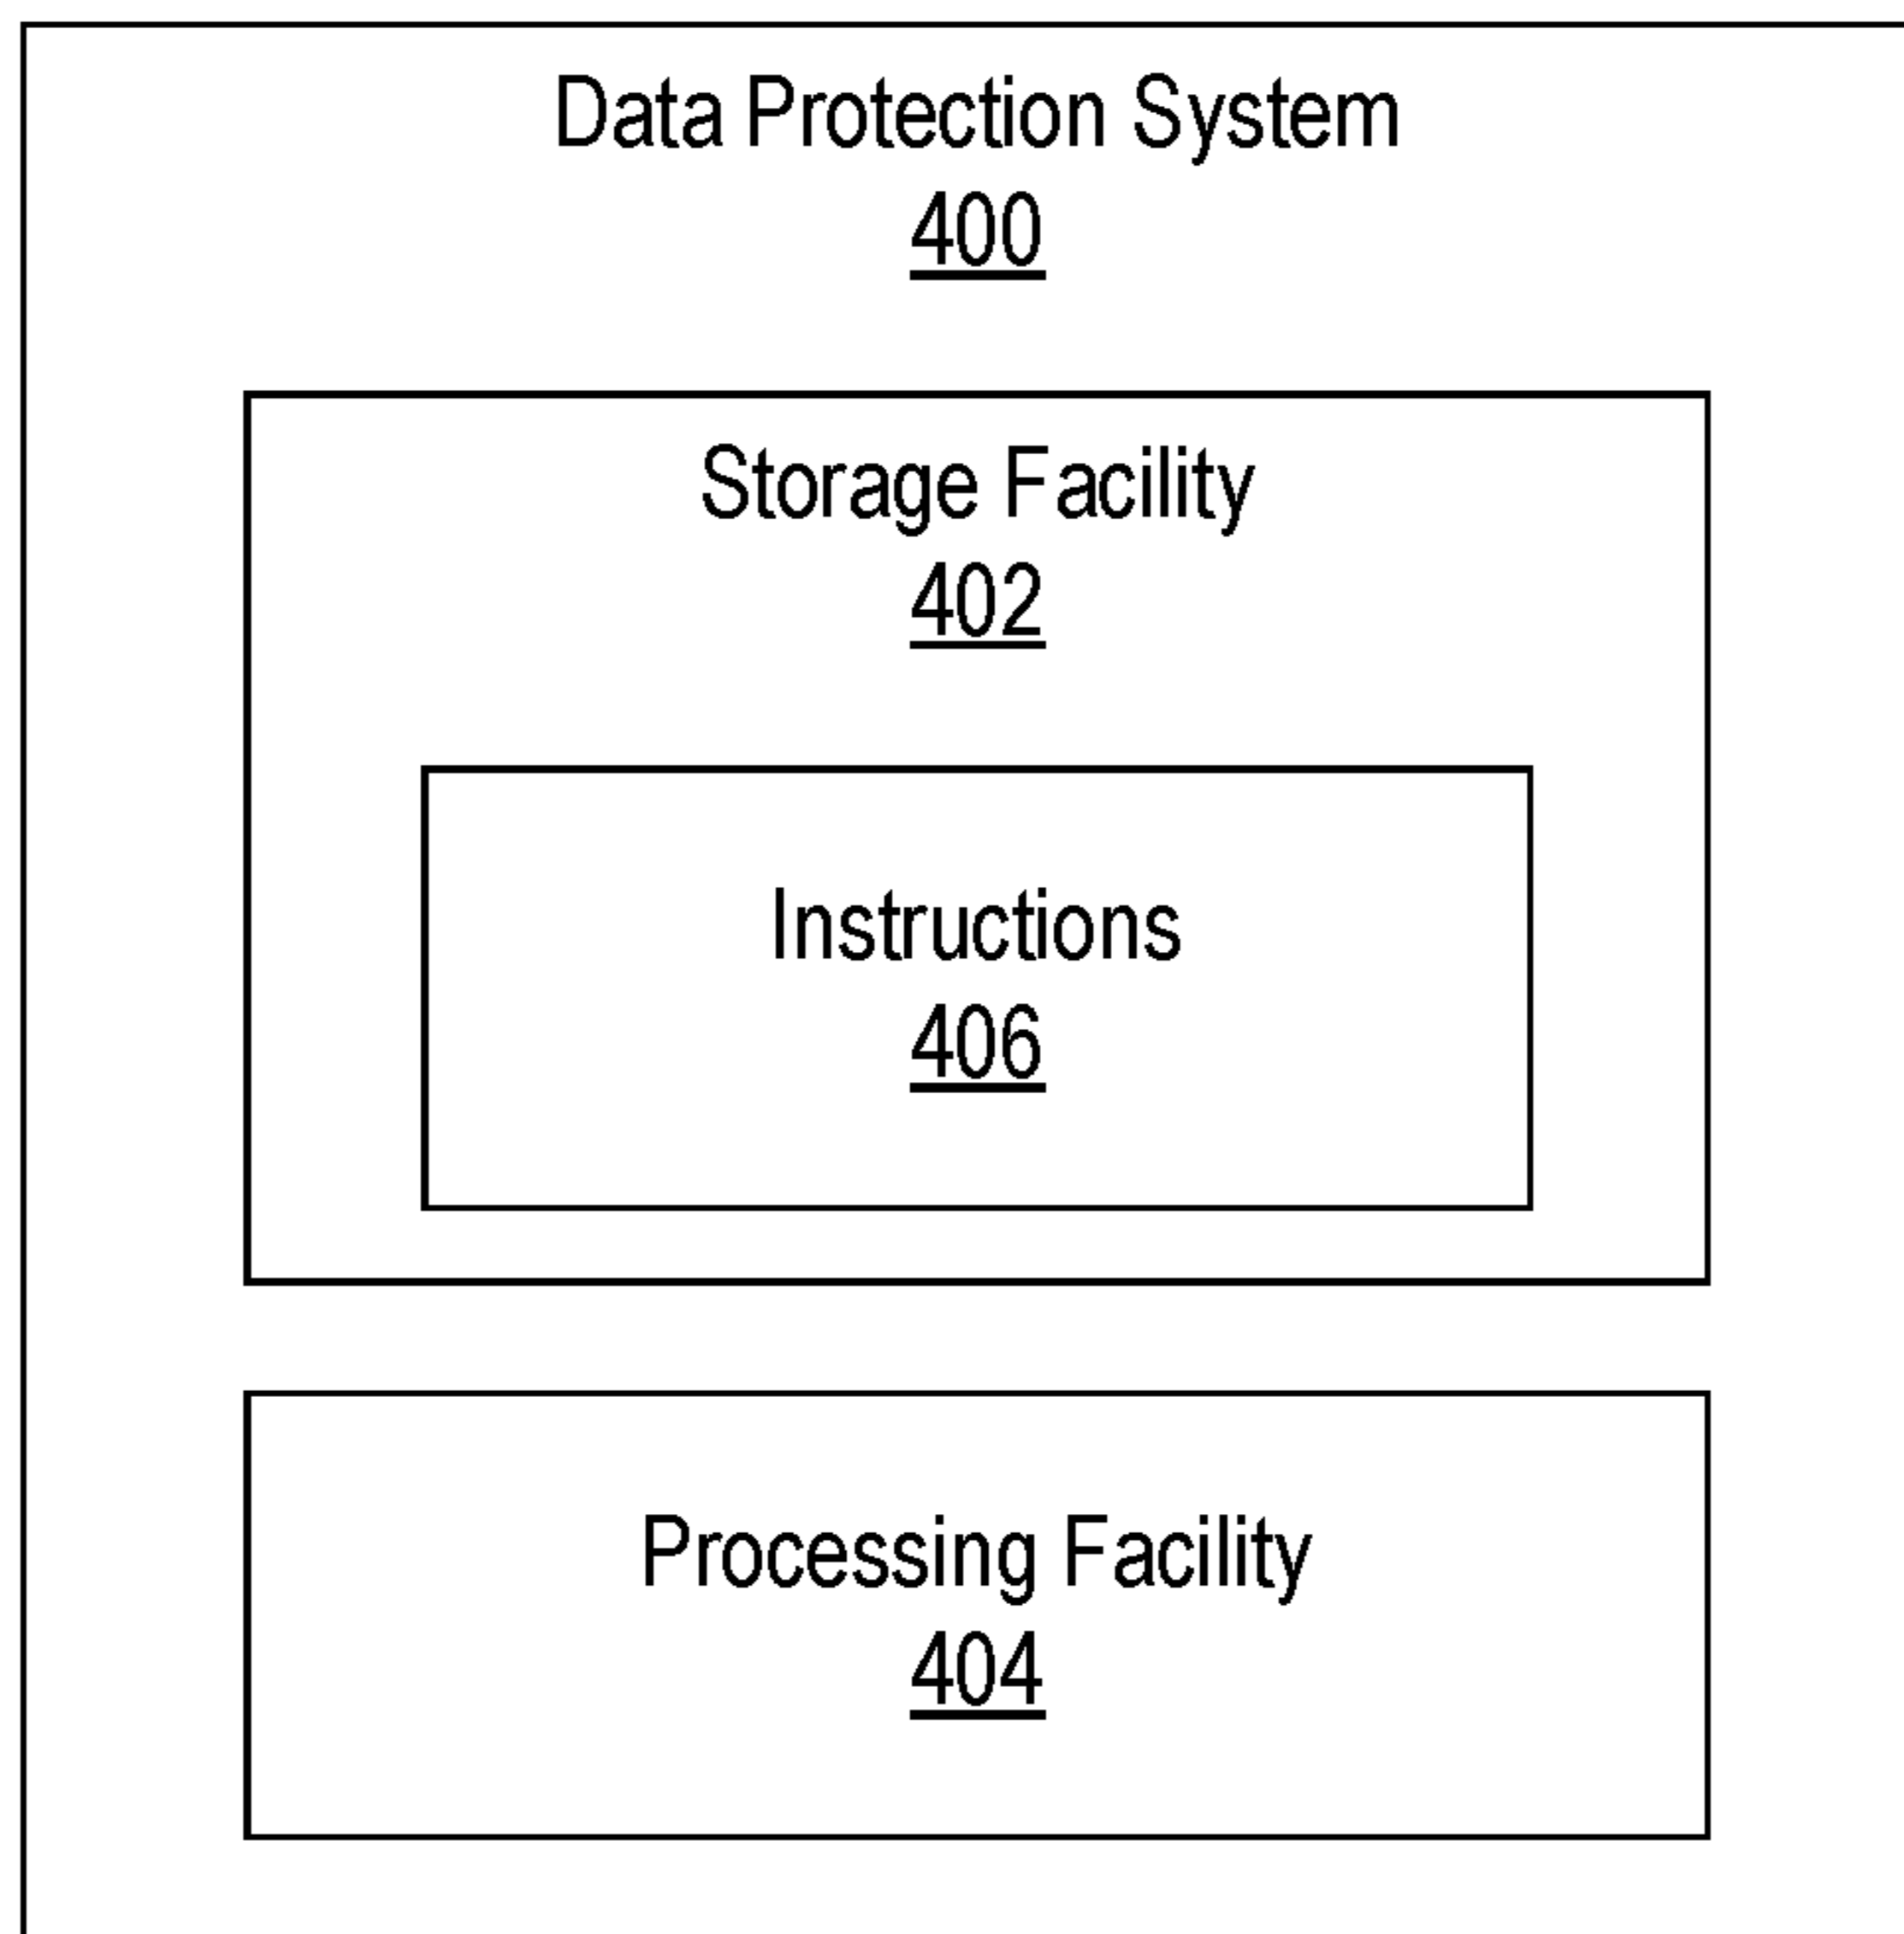 Data Protection System
400
Storage Facility
402
Instructions
406
Processing Facility
404